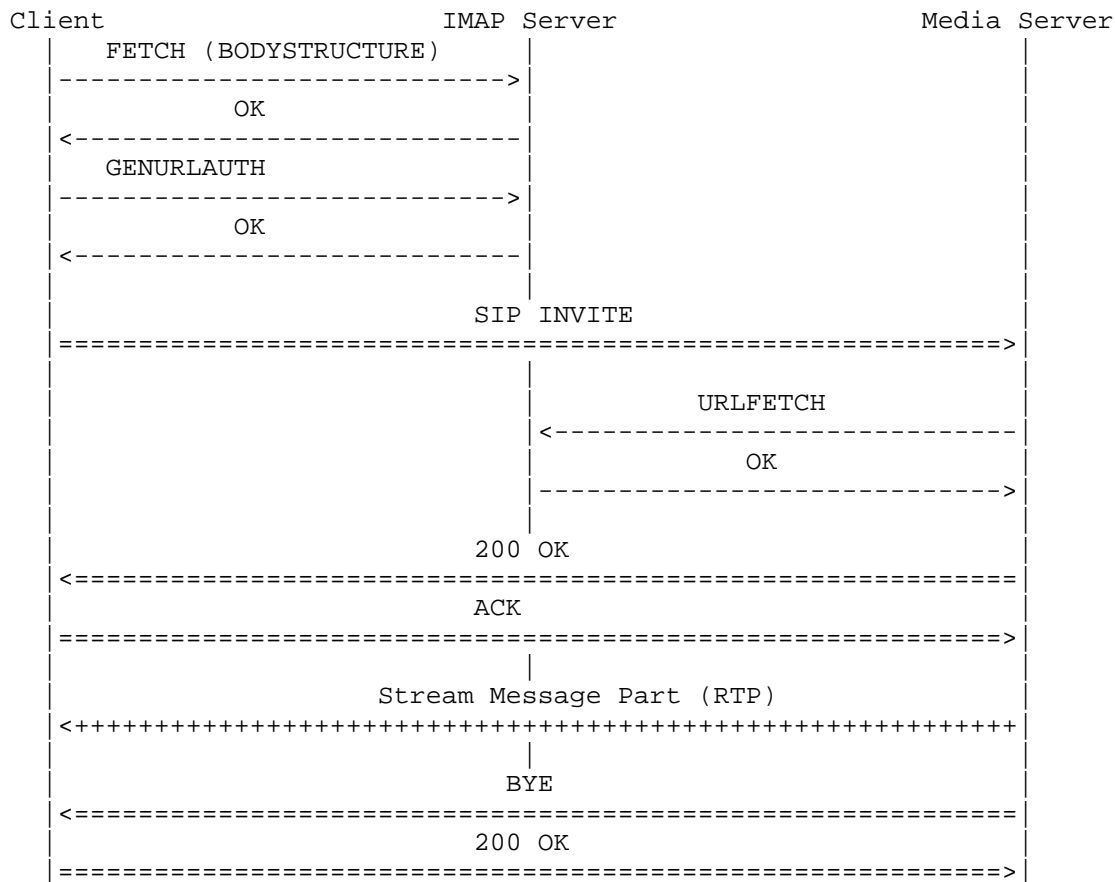 Client IMAP Server Media Server
FETCH (BODYSTRUCTURE)
OK
GENURLAUTH
OK
SIP INVITE
URLFETCH
OK
200 OK
ACK
Stream Message Part (RTP)
BYE
200 OK